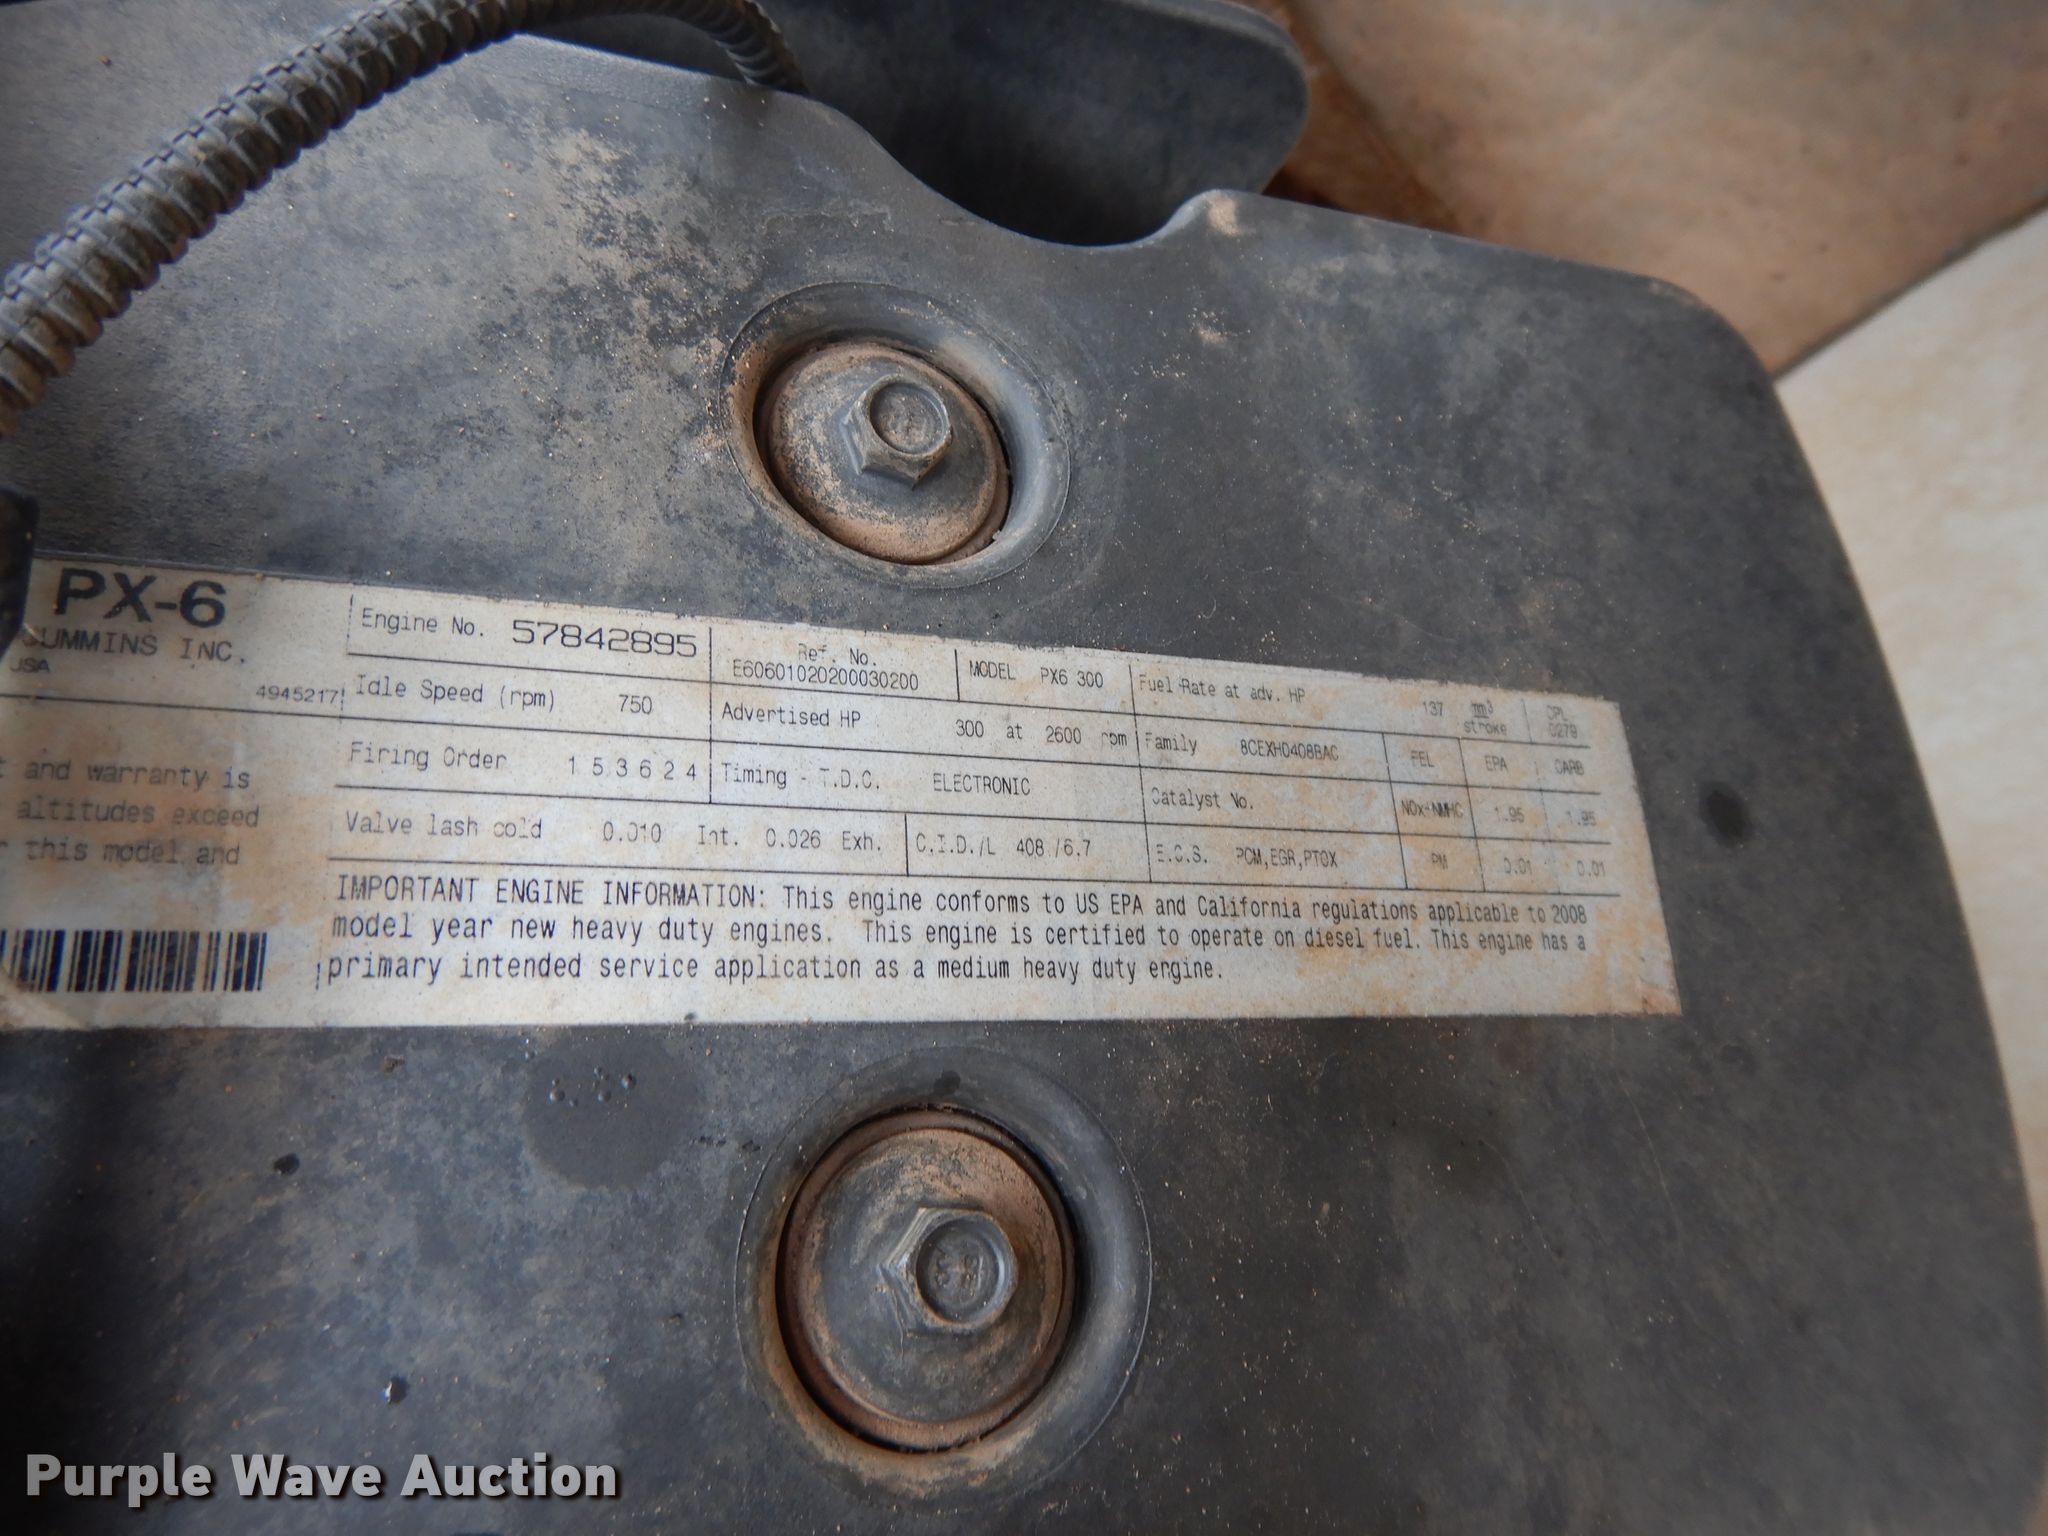 PX-6
CUMMINS INC.
USA
4945217
and warranty is
altitudes exceed
this model and
Engine No. 57842895
Ref. No.
E60601020200030200
MODEL PX6 300
Fuel Rate at adv. HP 137 mm3 stroke
CPL
0279
Idle Speed (rpm) 750
Advertised HP 300 at 2600 rpm
Family 8CEXH0408BAC
FEL EPA CARB
Firing Order 1 5 3 6 2 4
Timing - T.D.C. ELECTRONIC
Catalyst No.
NOx+NMHC 1.95 1.95
Valve lash cold 0.010 Int. 0.026 Exh.
C.I.D./L 408 /6.7
E.C.S. PCM,EGR,PTOX
PM 0.01 0.01
IMPORTANT ENGINE INFORMATION: This engine conforms to US EPA and California regulations applicable to 2008
model year new heavy duty engines. This engine is certified to operate on diesel fuel. This engine has a
primary intended service application as a medium heavy duty engine.
Purple Wave Auction